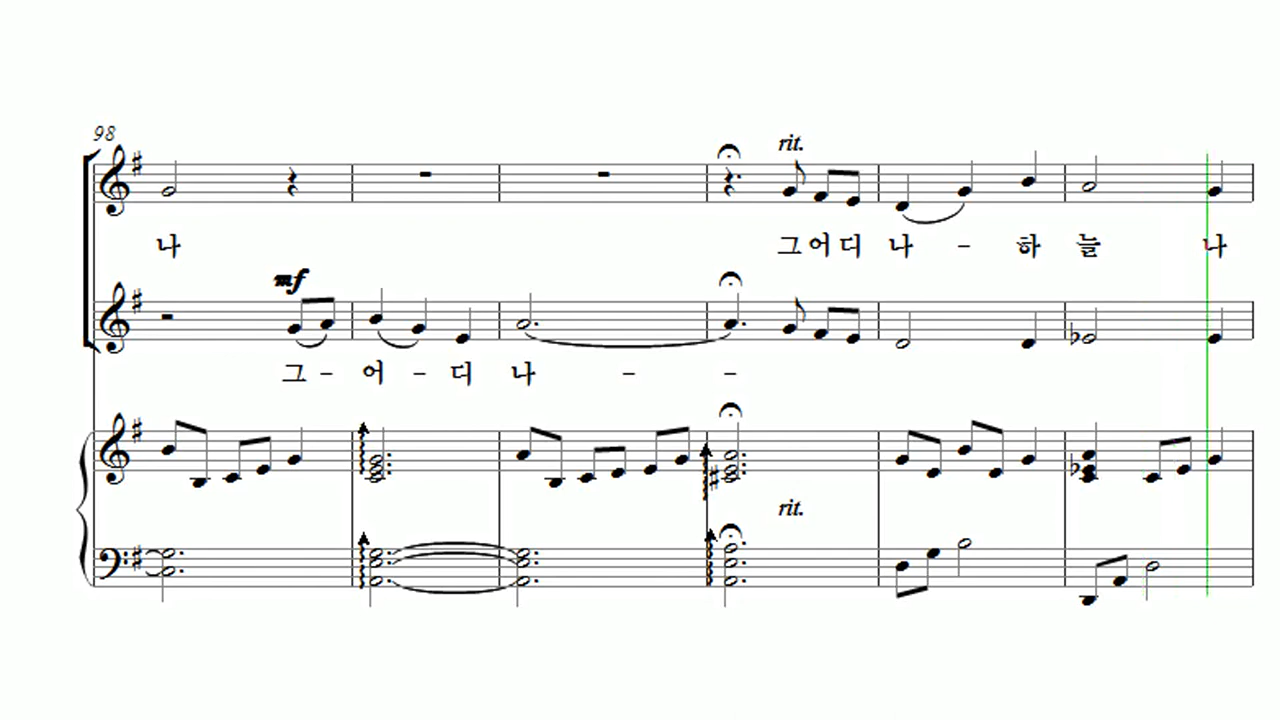 98
rit.
나 그어디나 - 하늘 나
mf
그 - 어 - 디 나 - -
rit.